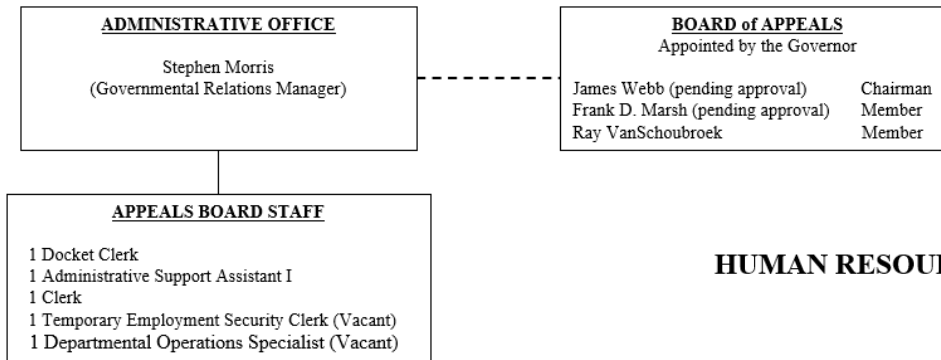 ADMINISTRATIVE OFFICE
Stephen Morris
(Governmental Relations Manager)
BOARD of APPEALS
Appointed by the Governor
James Webb (pending approval) Chairman
Frank D. Marsh (pending approval) Member
Ray VanSchoubroek Member
APPEALS BOARD STAFF
1 Docket Clerk
1 Administrative Support Assistant I
1 Clerk
1 Temporary Employment Security Clerk (Vacant)
1 Departmental Operations Specialist (Vacant)
HUMAN